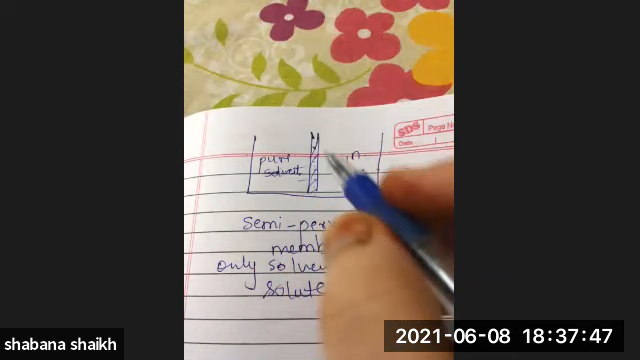 SDS
Page No
Date
pure
solvent
Semi-per
memb
only solve
solute
shabana shaikh
2021-06-08 18:37:47